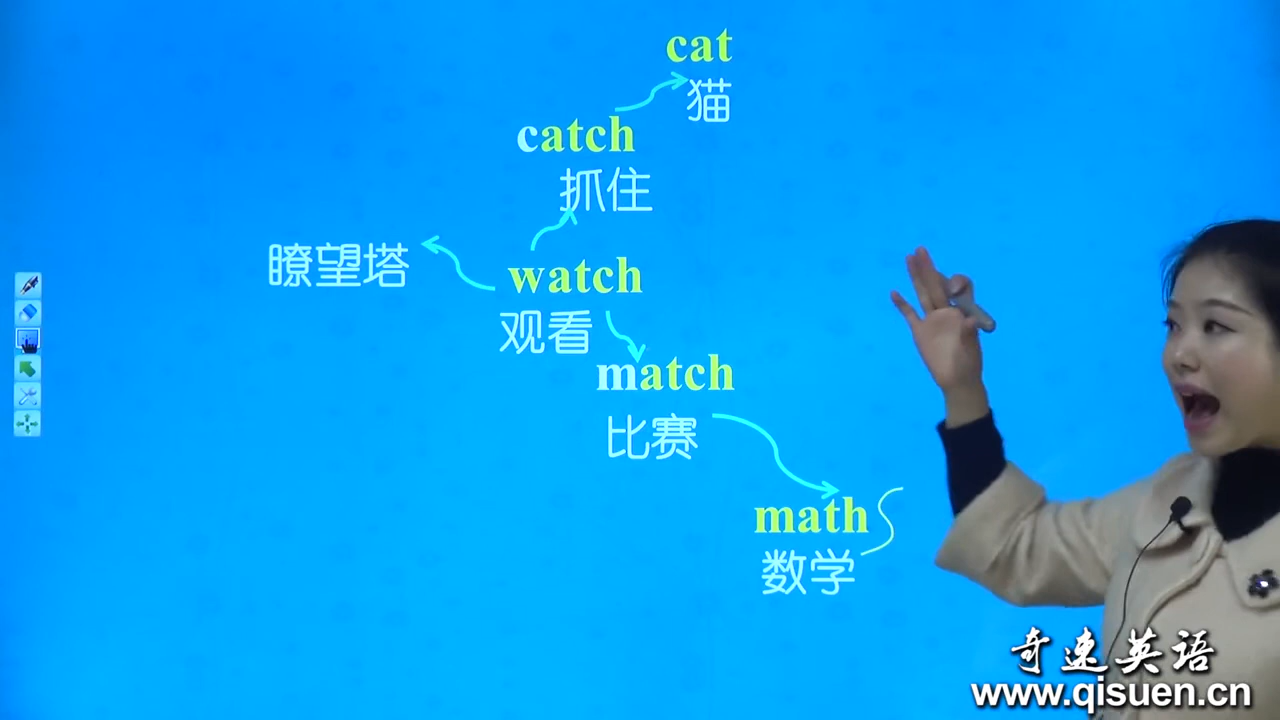 cat
猫
catch
抓住
瞭望塔
watch
观看
match
比赛
math
数学
奇速英语
www.qisuen.cn